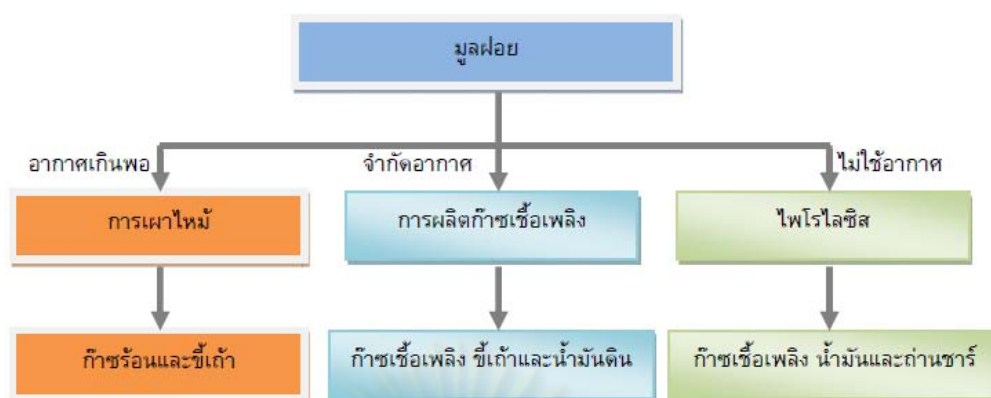 มูลฝอย
อากาศเกินพอ จำกัดอากาศ ไม่ใช้อากาศ
การเผาไหม้ การผลิตก๊าซเชื้อเพลิง ไพโรไลซิส
ก๊าซร้อนและขี้เถ้า ก๊าซเชื้อเพลิง ขี้เถ้าและน้ำมันดิน ก๊าซเชื้อเพลิง น้ำมันและถ่านชาร์